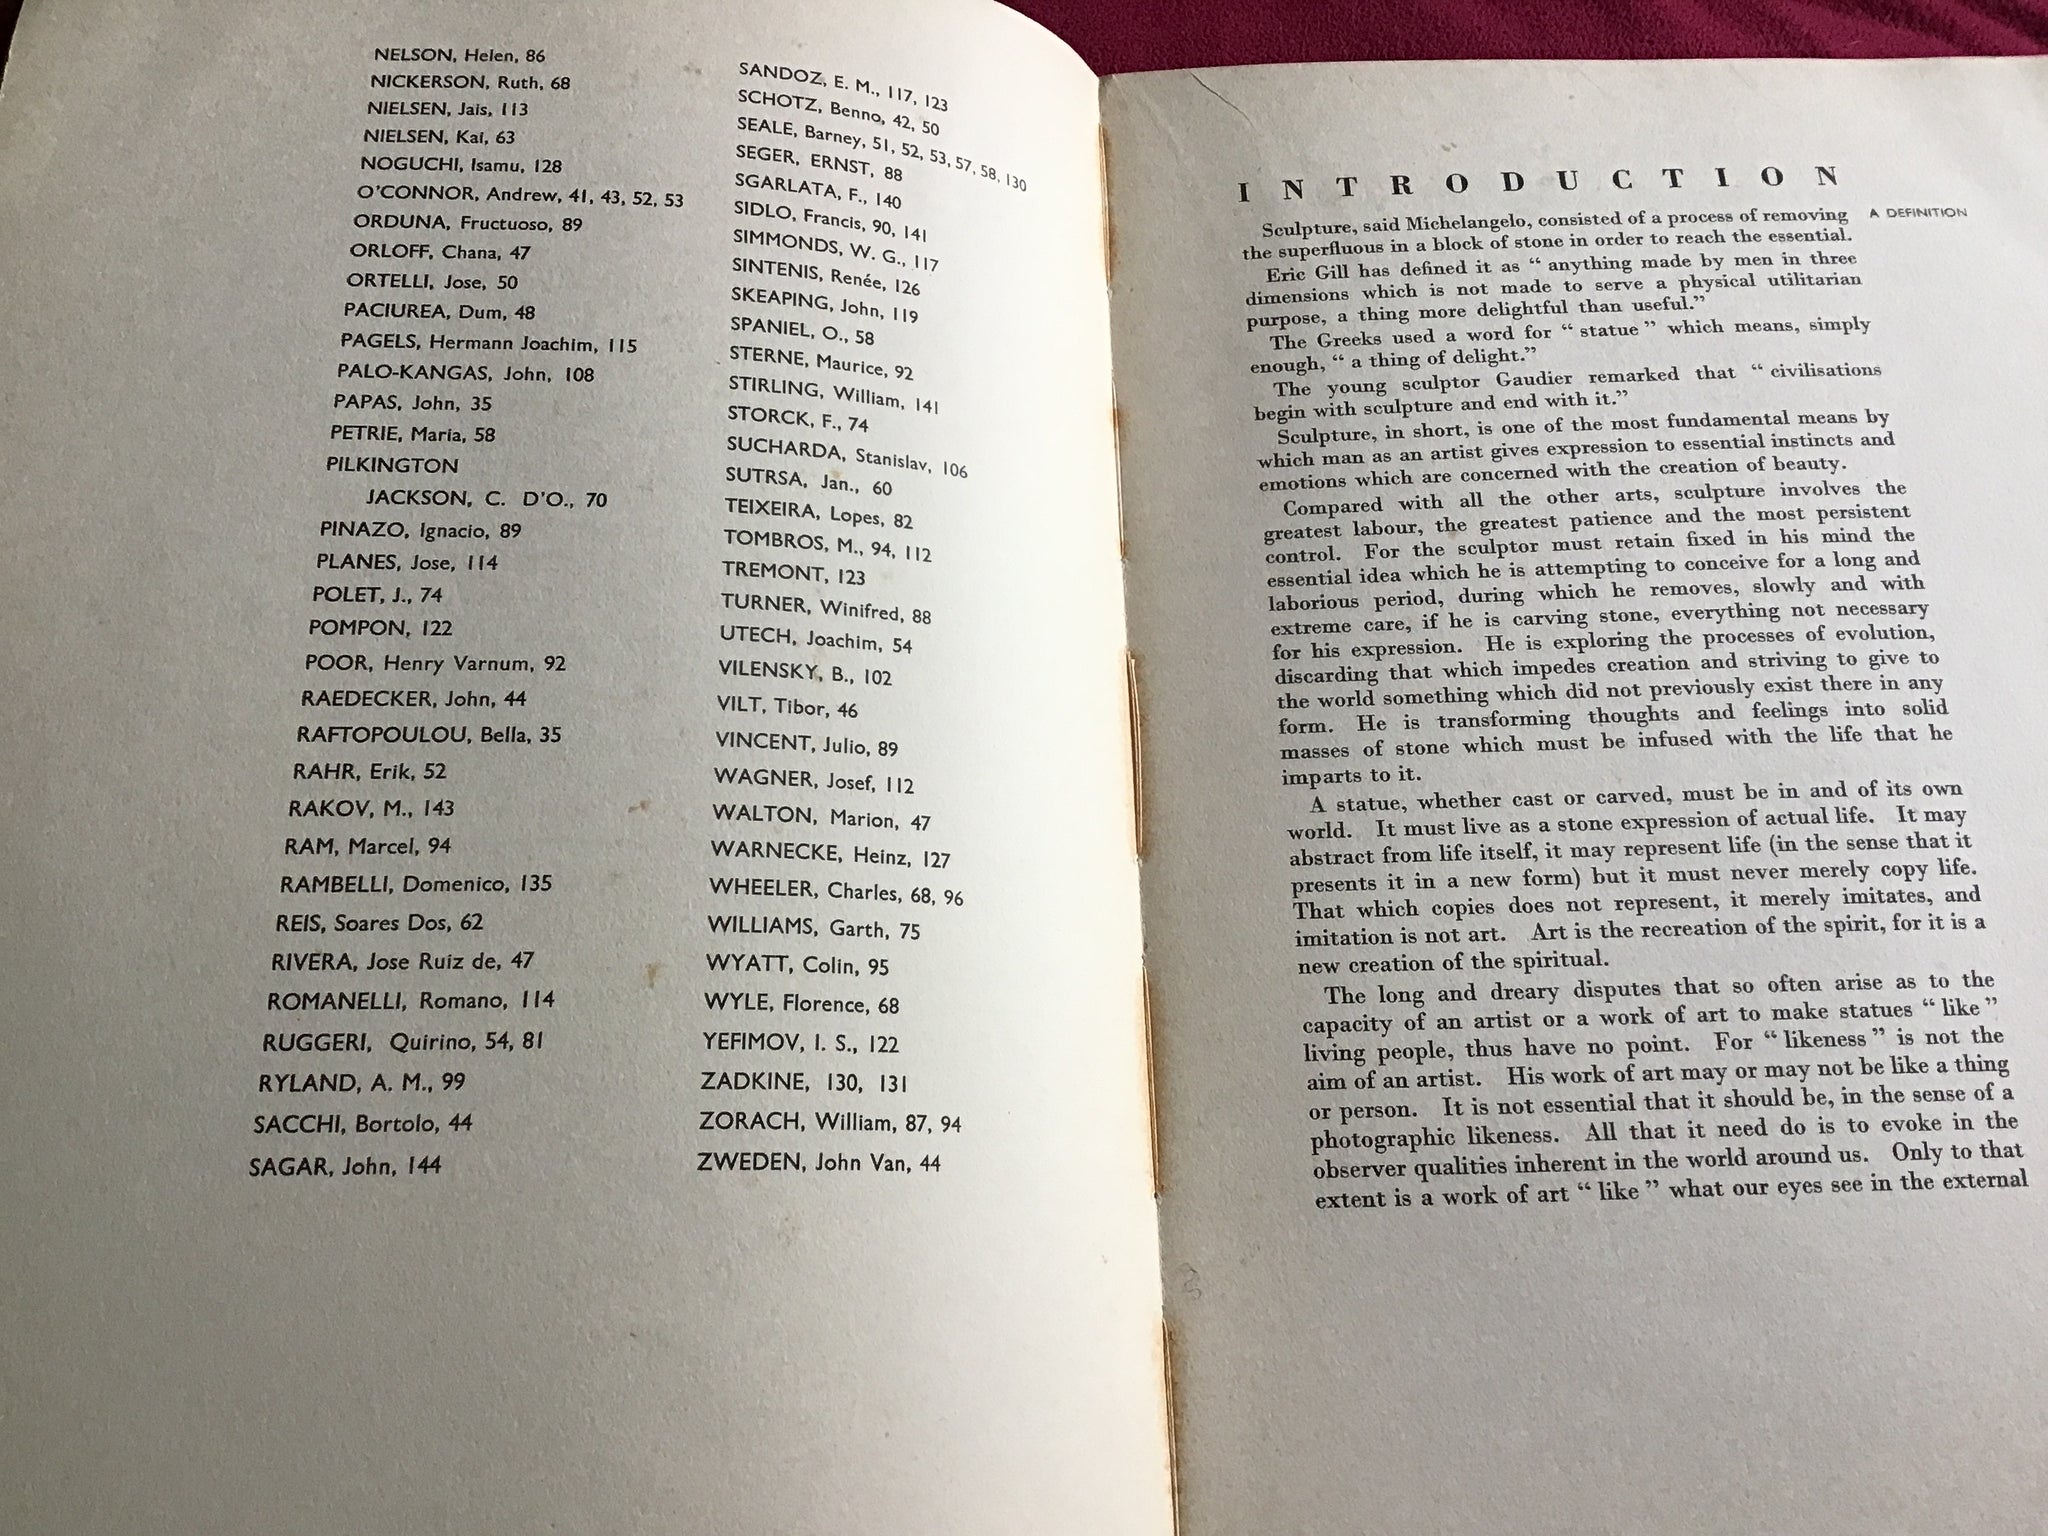 NELSON, Helen, 86
NICKERSON, Ruth, 68
NIELSEN, Jais, 113
NIELSEN, Kai, 63
NOGUCHI, Isamu, 128
O'CONNOR, Andrew, 41, 43, 52, 53
ORDUNA, Fructuoso, 89
ORLOFF, Chana, 47
ORTELLI, Jose, 50
PACIUREA, Dum, 48
PAGELS, Hermann Joachim, 115
PALO-KANGAS, John, 108
PAPAS, John, 35
PETRIE, Maria, 58
PILKINGTON
JACKSON, C. D'O., 70
PINAZO, Ignacio, 89
PLANES, Jose, 114
POLET, J., 74
POMPON, 122
POOR, Henry Varnum, 92
RAEDECKER, John, 44
RAFTOPOULOU, Bella, 35
RAHR, Erik, 52
RAKOV, M., 143
RAM, Marcel, 94
RAMBELLI, Domenico, 135
REIS, Soares Dos, 62
RIVERA, Jose Ruiz de, 47
ROMANELLI, Romano, 114
RUGGERI, Quirino, 54, 81
RYLAND, A. M., 99
SACCHI, Bortolo, 44
SAGAR, John, 144
SANDOZ, E. M., 117, 123
SCHOTZ, Benno, 42, 50
SEALE, Barney, 51, 52, 53, 57, 58, 130
SEGER, ERNST, 88
SGARLATA, F., 140
SIDLO, Francis, 90, 141
SIMMONDS, W. G., 117
SINTENIS, Renée, 126
SKEAPING, John, 119
SPANIEL, O., 58
STERNE, Maurice, 92
STIRLING, William, 141
STORCK, F., 74
SUCHARDA, Stanislav, 106
SUTRSA, Jan., 60
TEIXEIRA, Lopes, 82
TOMBROS, M., 94, 112
TREMONT, 123
TURNER, Winifred, 88
UTECH, Joachim, 54
VILENSKY, B., 102
VILT, Tibor, 46
VINCENT, Julio, 89
WAGNER, Josef, 112
WALTON, Marion, 47
WARNECKE, Heinz, 127
WHEELER, Charles, 68, 96
WILLIAMS, Garth, 75
WYATT, Colin, 95
WYLE, Florence, 68
YEFIMOV, I. S., 122
ZADKINE, 130, 131
ZORACH, William, 87, 94
ZWEDEN, John Van, 44
INTRODUCTION
A DEFINITION
Sculpture, said Michelangelo, consisted of a process of removing
the superfluous in a block of stone in order to reach the essential.
Eric Gill has defined it as “ anything made by men in three
dimensions which is not made to serve a physical utilitarian
purpose, a thing more delightful than useful.”
The Greeks used a word for “ statue ” which means, simply
enough, “ a thing of delight.”
The young sculptor Gaudier remarked that “ civilisations
begin with sculpture and end with it.”
Sculpture, in short, is one of the most fundamental means by
which man as an artist gives expression to essential instincts and
emotions which are concerned with the creation of beauty.
Compared with all the other arts, sculpture involves the
greatest labour, the greatest patience and the most persistent
control. For the sculptor must retain fixed in his mind the
essential idea which he is attempting to conceive for a long and
laborious period, during which he removes, slowly and with
extreme care, if he is carving stone, everything not necessary
for his expression. He is exploring the processes of evolution,
discarding that which impedes creation and striving to give to
the world something which did not previously exist there in any
form. He is transforming thoughts and feelings into solid
masses of stone which must be infused with the life that he
imparts to it.
A statue, whether cast or carved, must be in and of its own
world. It must live as a stone expression of actual life. It may
abstract from life itself, it may represent life (in the sense that it
presents it in a new form) but it must never merely copy life.
That which copies does not represent, it merely imitates, and
imitation is not art. Art is the recreation of the spirit, for it is a
new creation of the spiritual.
The long and dreary disputes that so often arise as to the
capacity of an artist or a work of art to make statues “ like ”
living people, thus have no point. For “ likeness ” is not the
aim of an artist. His work of art may or may not be like a thing
or person. It is not essential that it should be, in the sense of a
photographic likeness. All that it need do is to evoke in the
observer qualities inherent in the world around us. Only to that
extent is a work of art “ like ” what our eyes see in the external